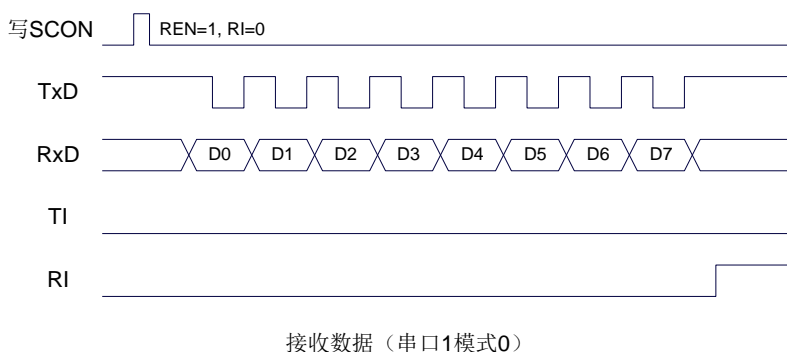 写SCON REN=1, RI=0
TxD
RxD D0 D1 D2 D3 D4 D5 D6 D7
TI
RI
接收数据（串口1模式0）